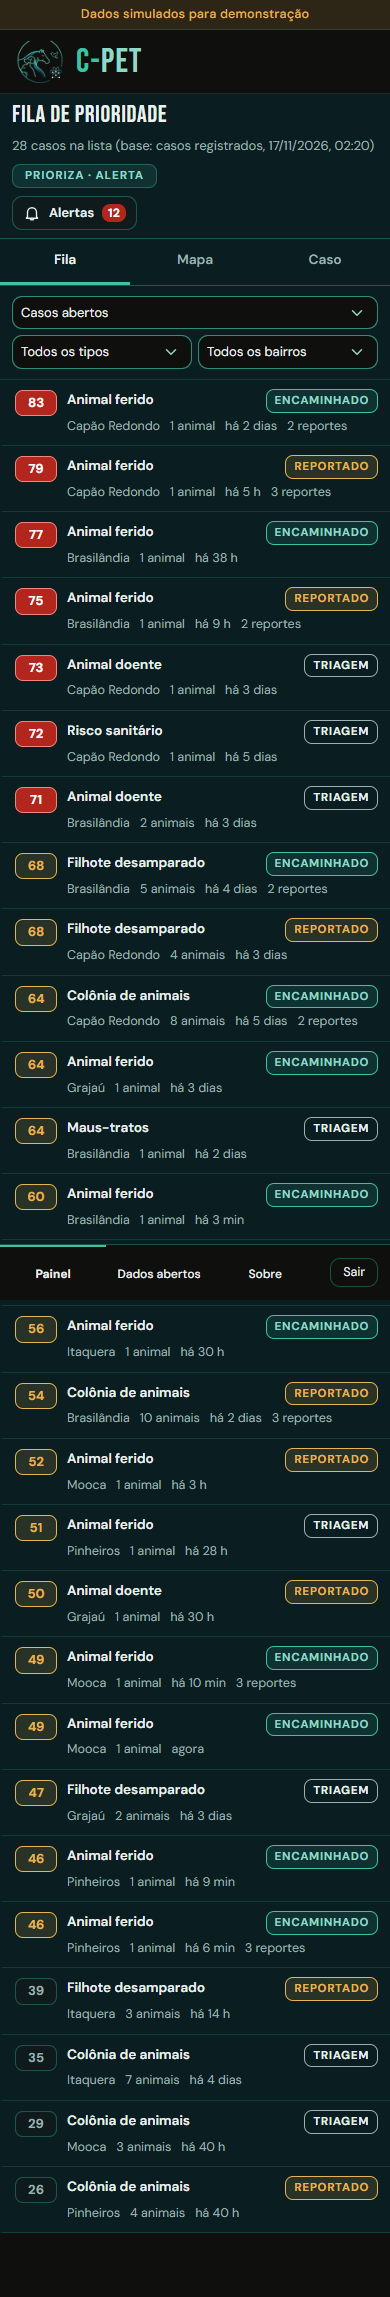 Dados simulados para demonstração
C-PET
FILA DE PRIORIDADE
28 casos na lista (base: casos registrados, 17/11/2026, 02:20)
PRIORIZA · ALERTA
Alertas 12
Fila Mapa Caso
Casos abertos
Todos os tipos Todos os bairros
83 Animal ferido ENCAMINHADO
Capão Redondo 1 animal há 2 dias 2 reportes
79 Animal ferido REPORTADO
Capão Redondo 1 animal há 5 h 3 reportes
77 Animal ferido ENCAMINHADO
Brasilândia 1 animal há 38 h
75 Animal ferido REPORTADO
Brasilândia 1 animal há 9 h 2 reportes
73 Animal doente TRIAGEM
Capão Redondo 1 animal há 3 dias
72 Risco sanitário TRIAGEM
Capão Redondo 1 animal há 5 dias
71 Animal doente TRIAGEM
Brasilândia 2 animais há 3 dias
68 Filhote desamparado ENCAMINHADO
Brasilândia 5 animais há 4 dias 2 reportes
68 Filhote desamparado REPORTADO
Capão Redondo 4 animais há 3 dias
64 Colônia de animais ENCAMINHADO
Capão Redondo 8 animais há 5 dias 2 reportes
64 Animal ferido ENCAMINHADO
Grajaú 1 animal há 3 dias
64 Maus-tratos TRIAGEM
Brasilândia 1 animal há 2 dias
60 Animal ferido ENCAMINHADO
Brasilândia 1 animal há 3 min
Painel Dados abertos Sobre Sair
56 Animal ferido ENCAMINHADO
Itaquera 1 animal há 30 h
54 Colônia de animais REPORTADO
Brasilândia 10 animais há 2 dias 3 reportes
52 Animal ferido REPORTADO
Mooca 1 animal há 3 h
51 Animal ferido TRIAGEM
Pinheiros 1 animal há 28 h
50 Animal doente REPORTADO
Grajaú 1 animal há 30 h
49 Animal ferido ENCAMINHADO
Mooca 1 animal há 10 min 3 reportes
49 Animal ferido ENCAMINHADO
Mooca 1 animal agora
47 Filhote desamparado TRIAGEM
Grajaú 2 animais há 3 dias
46 Animal ferido ENCAMINHADO
Pinheiros 1 animal há 9 min
46 Animal ferido ENCAMINHADO
Pinheiros 1 animal há 6 min 3 reportes
39 Filhote desamparado REPORTADO
Itaquera 3 animais há 14 h
35 Colônia de animais TRIAGEM
Itaquera 7 animais há 4 dias
29 Colônia de animais TRIAGEM
Mooca 3 animais há 40 h
26 Colônia de animais REPORTADO
Pinheiros 4 animais há 40 h